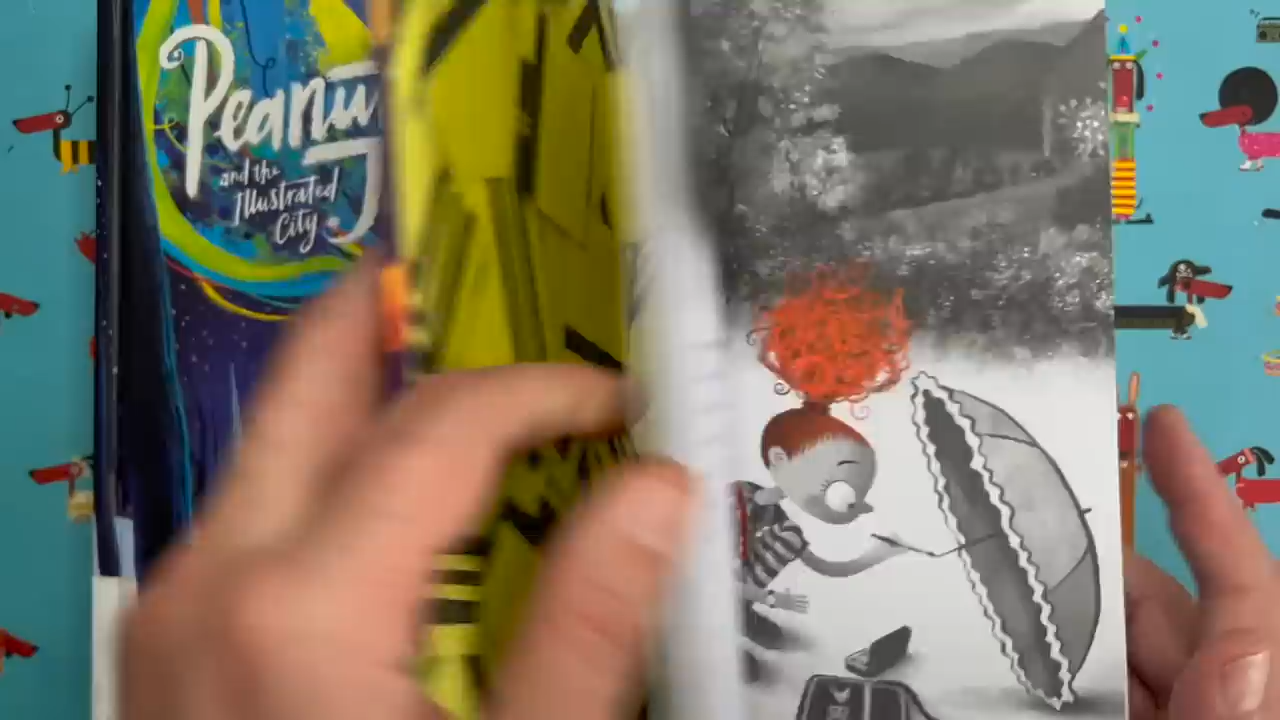 Peanu
and the
Illustrated
City